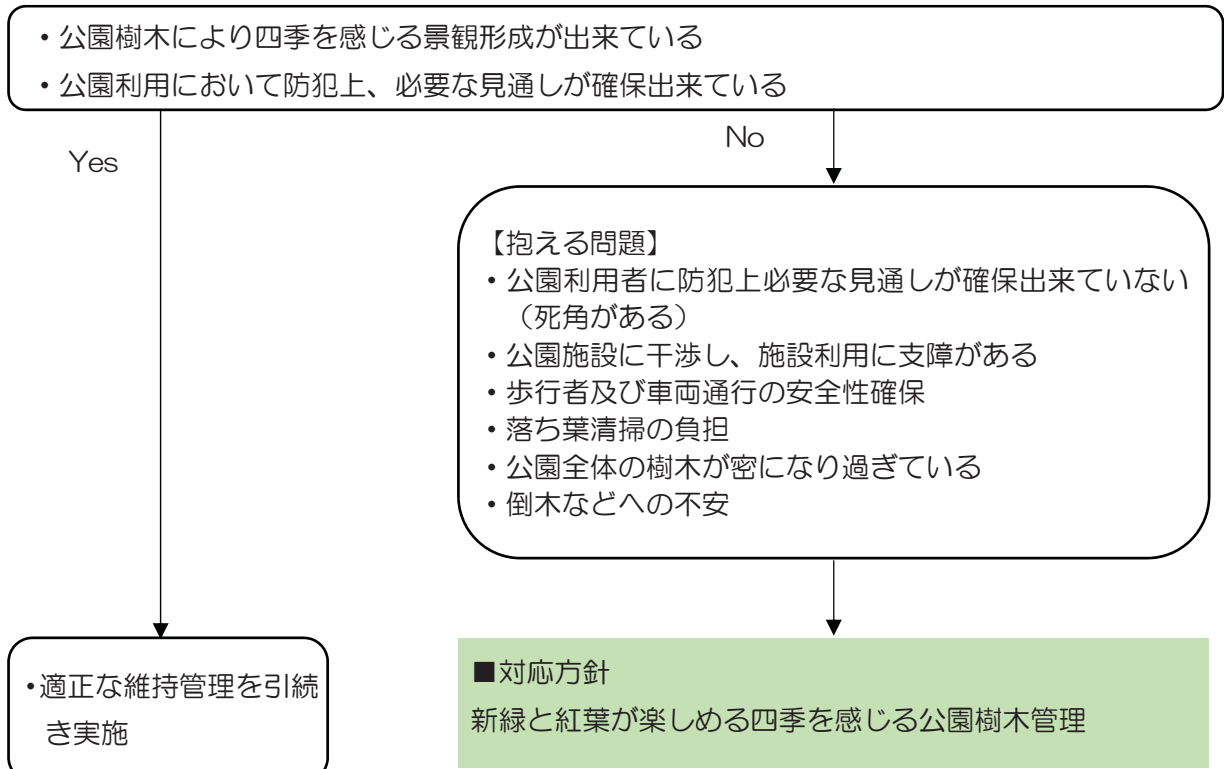 ・公園樹木により四季を感じる景観形成が出来ている
・公園利用において防犯上、必要な見通しが確保出来ている
Yes
No
【抱える問題】
・公園利用者に防犯上必要な見通しが確保出来ていない
（死角がある）
・公園施設に干渉し、施設利用に支障がある
・歩行者及び車両通行の安全性確保
・落ち葉清掃の負担
・公園全体の樹木が密になり過ぎている
・倒木などへの不安
・適正な維持管理を引続
き実施
■対応方針
新緑と紅葉が楽しめる四季を感じる公園樹木管理